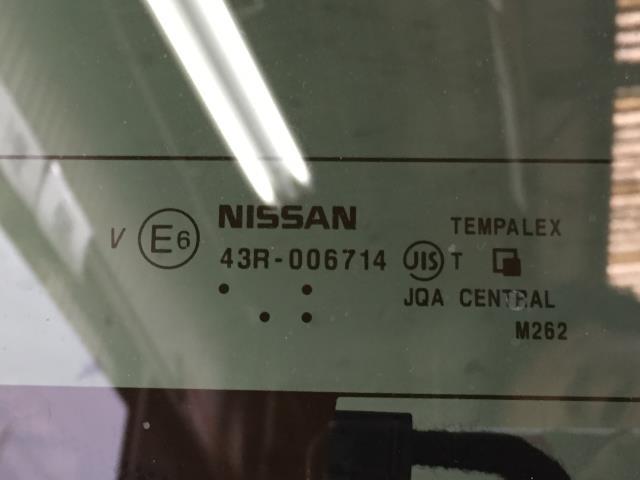 V E6 NISSAN TEMPALEX
43R-006714 JIS T
JQA CENTRAL
M262